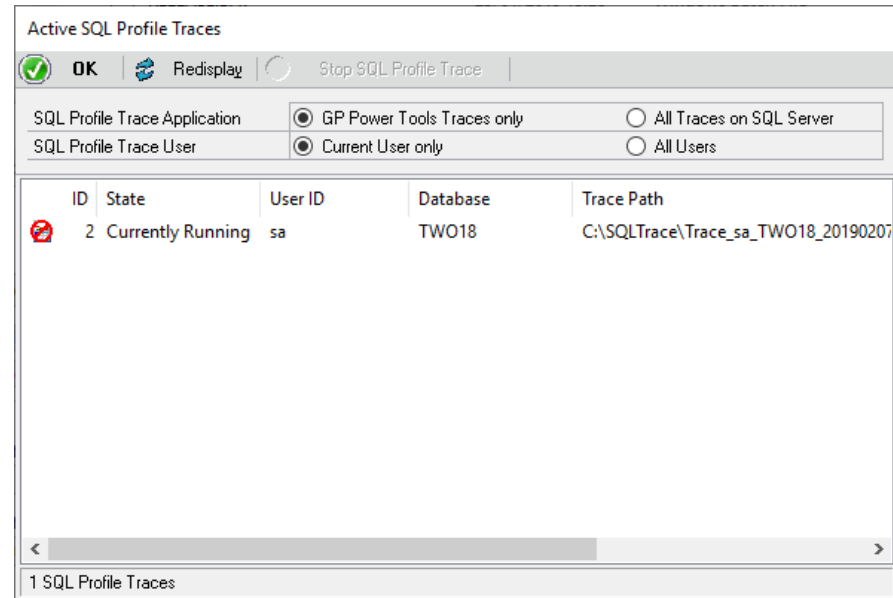 Active SQL Profile Traces
OK Redisplay Stop SQL Profile Trace
SQL Profile Trace Application GP Power Tools Traces only All Traces on SQL Server
SQL Profile Trace User Current User only All Users
ID State User ID Database Trace Path
2 Currently Running sa TWO18 C:\SQLTrace\Trace_sa_TWO18_20190207
1 SQL Profile Traces